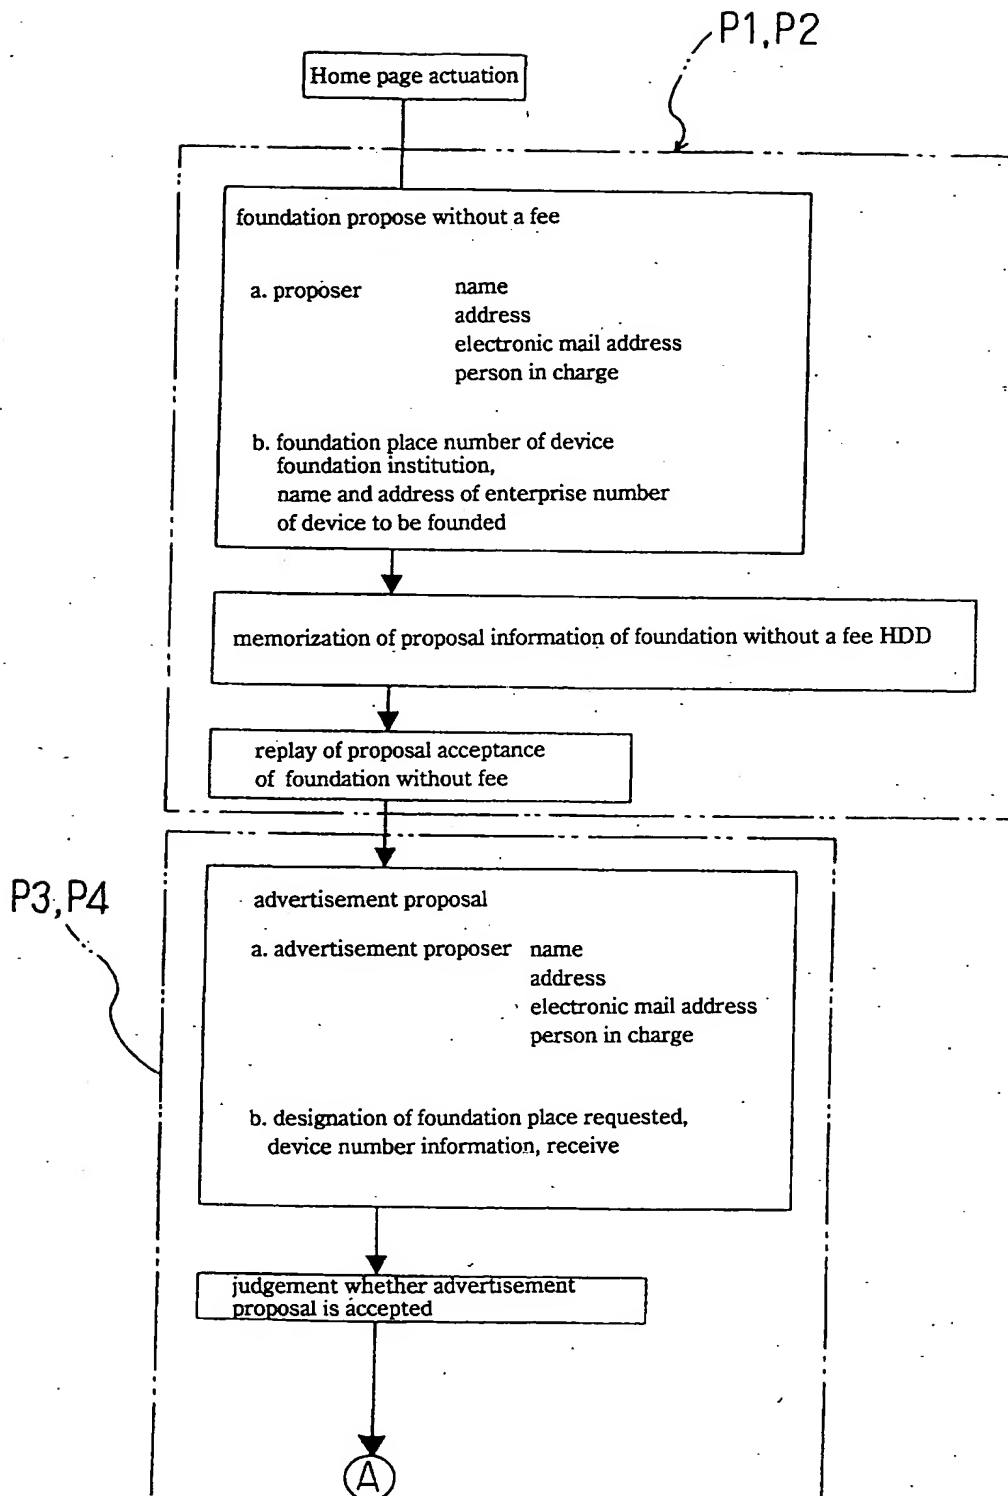 P1,P2
Home page actuation
foundation propose without a fee
a. proposer name
address
electronic mail address
person in charge
b. foundation place number of device
foundation institution,
name and address of enterprise number
of device to be founded
memorization of proposal information of foundation without a fee HDD
replay of proposal acceptance
of foundation without fee
P3,P4
advertisement proposal
a. advertisement proposer name
address
electronic mail address
person in charge
b. designation of foundation place requested,
device number information, receive
judgement whether advertisement
proposal is accepted
A